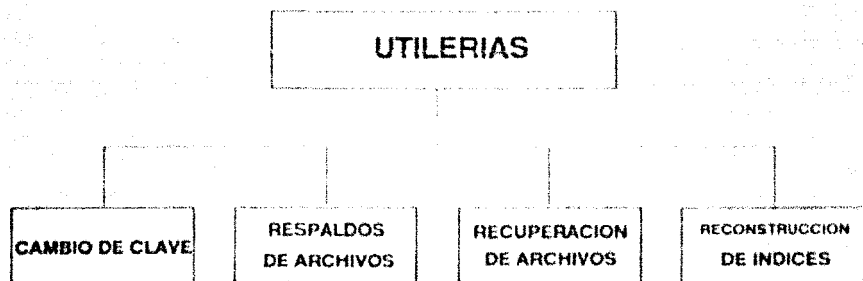 UTILERIAS
CAMBIO DE CLAVE
RESPALDOS
DE ARCHIVOS
RECUPERACION
DE ARCHIVOS
RECONSTRUCCION
DE INDICES